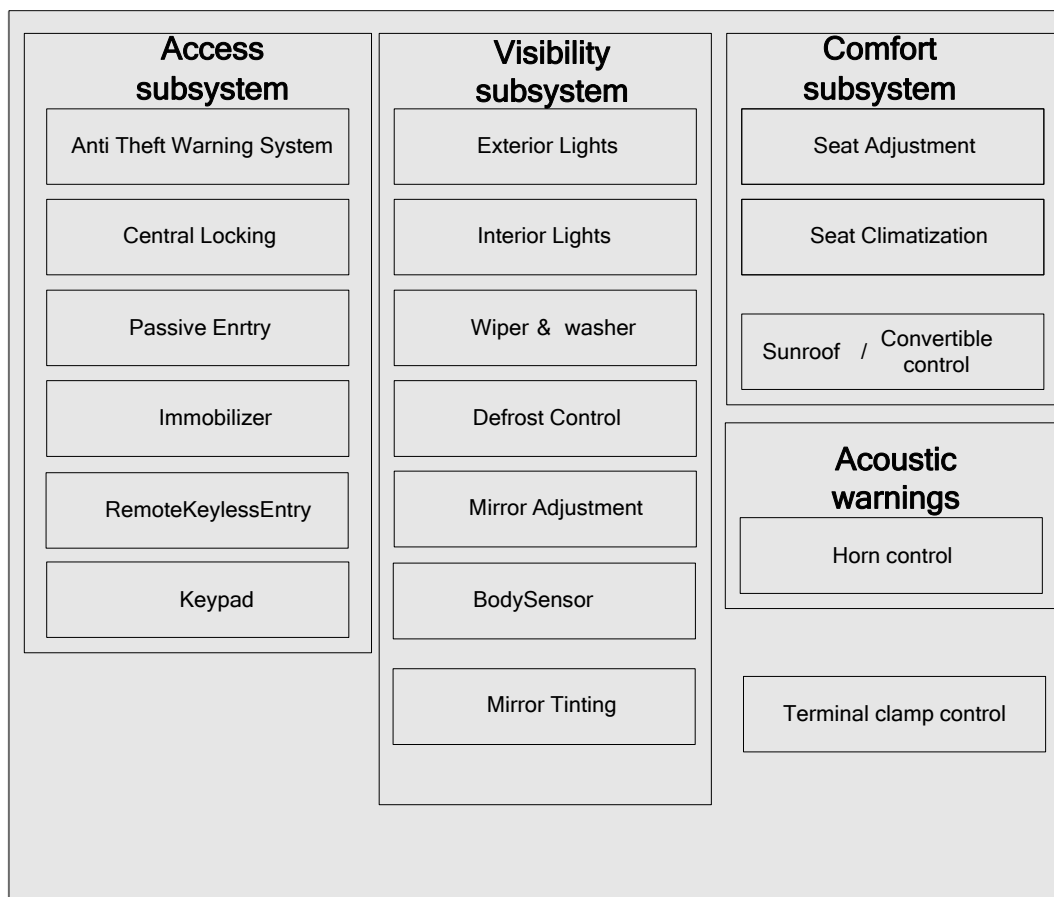 Access
subsystem
Anti Theft Warning System
Central Locking
Passive Enrtry
Immobilizer
RemoteKeylessEntry
Keypad
Visibility
subsystem
Exterior Lights
Interior Lights
Wiper & washer
Defrost Control
Mirror Adjustment
BodySensor
Mirror Tinting
Comfort
subsystem
Seat Adjustment
Seat Climatization
Sunroof / Convertible
control
Acoustic
warnings
Horn control
Terminal clamp control